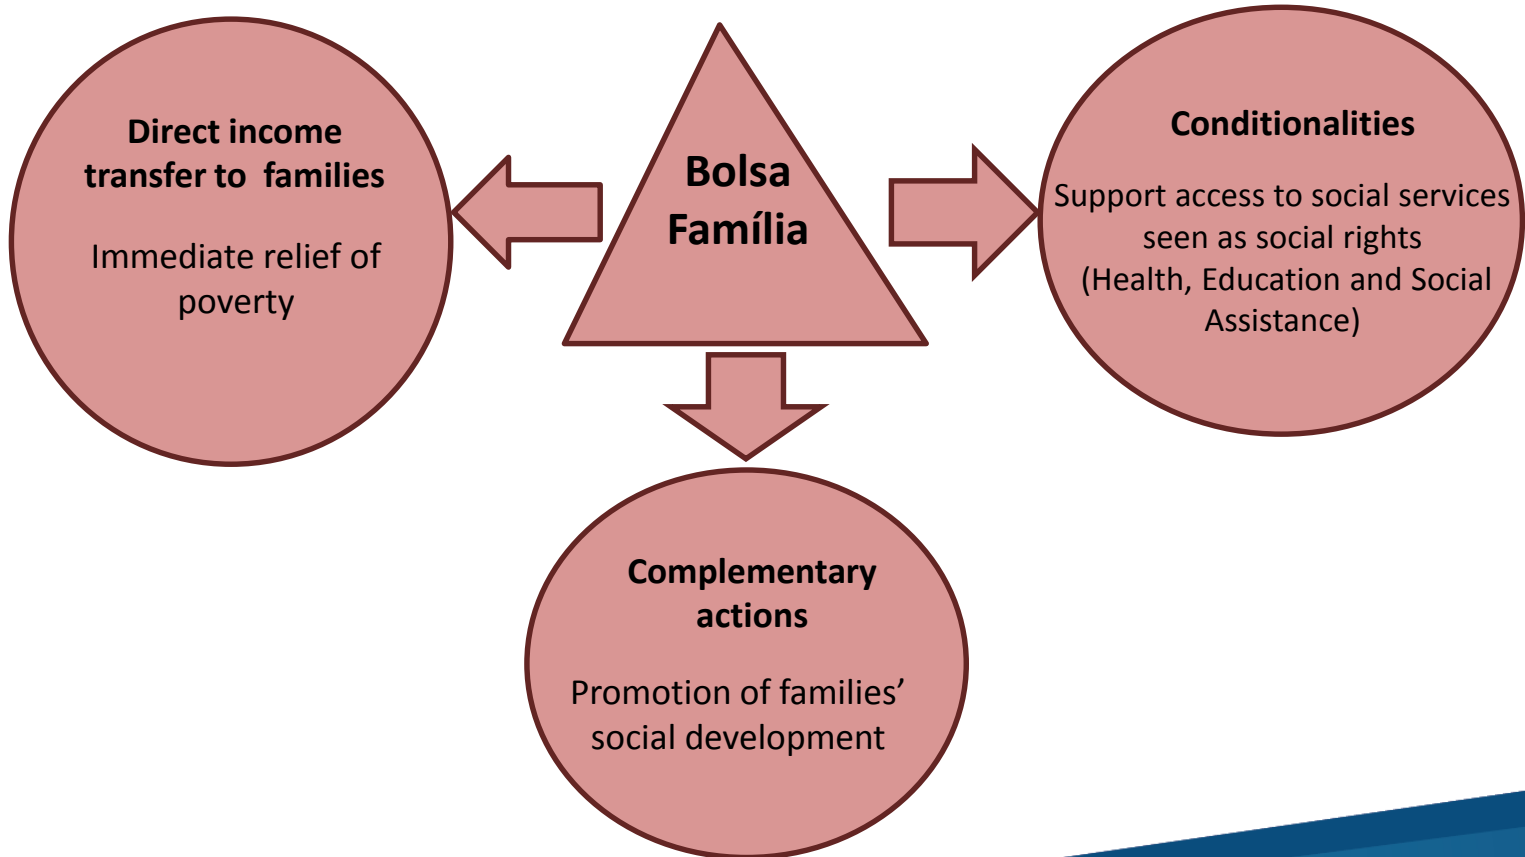 Direct income
transfer to families
Immediate relief of
poverty
Bolsa
Família
Conditionalities
Support access to social services
seen as social rights
(Health, Education and Social
Assistance)
Complementary
actions
Promotion of families’
social development